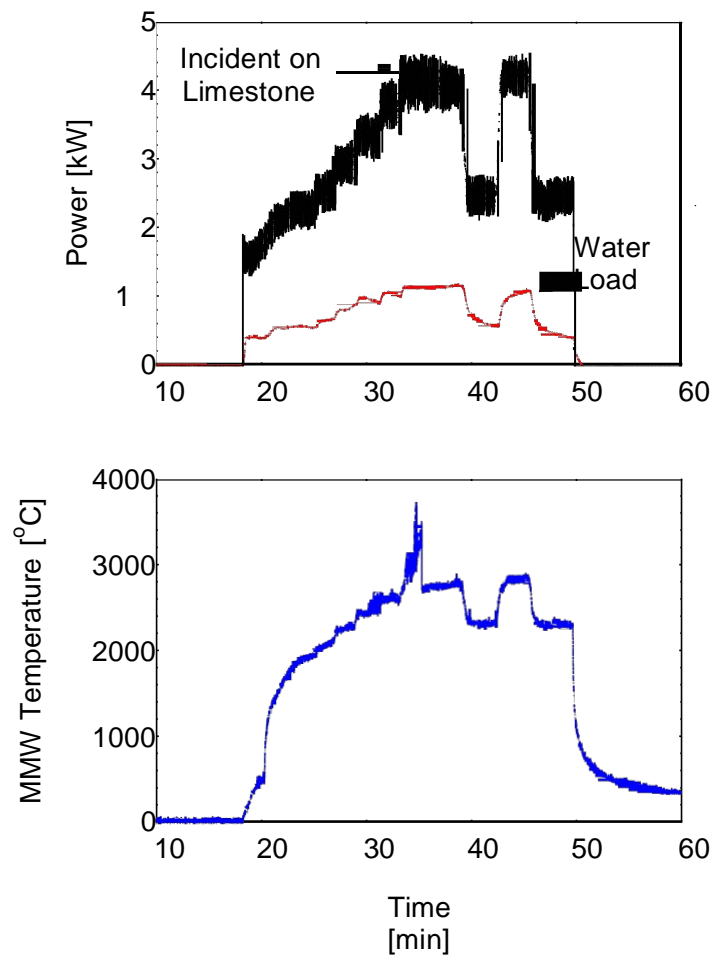 5
Incident on
Limestone
4
3
2
Water
Load
1
0
Power [kW]
10 20 30 40 50 60
4000
3000
2000
1000
0
MMW Temperature [°C]
10 20 30 40 50 60
Time
[min]